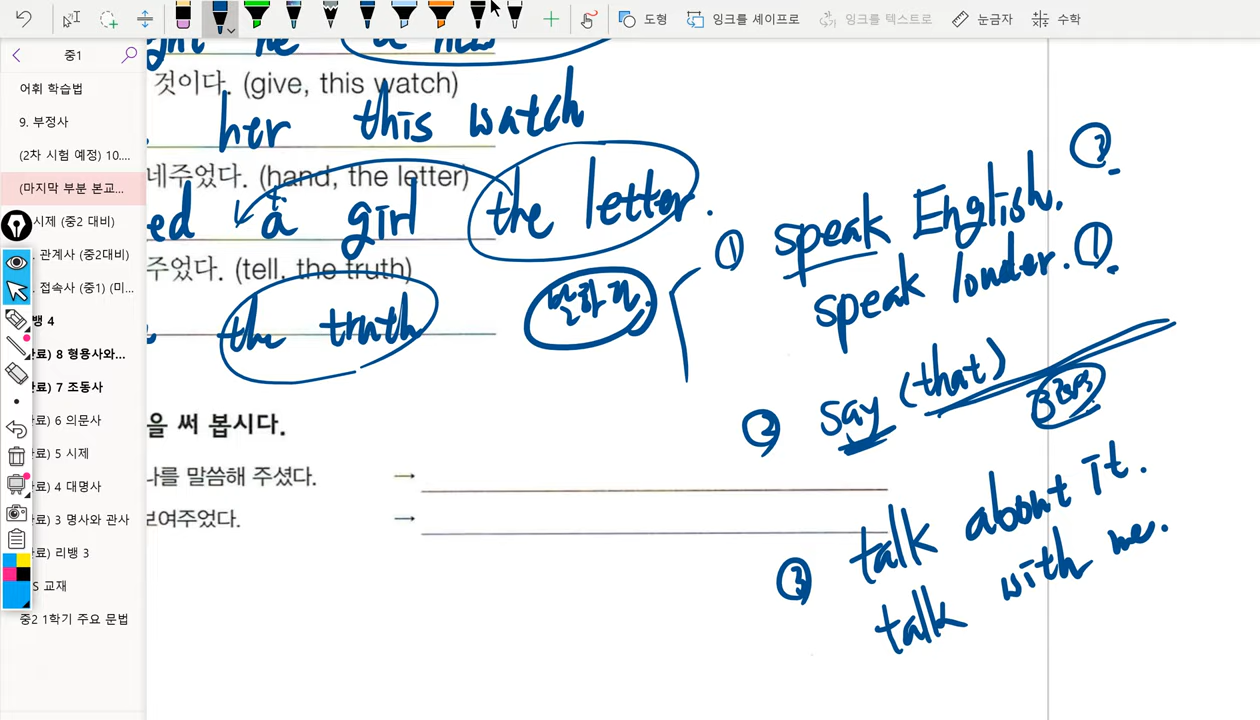 도형
잉크를 셰이프로
잉크를 텍스트로
눈금자
수학
중1
어휘 학습법
9. 부정사
(2차 시험 예정) 10....
(마지막 부분 본교...
시제 (중2 대비)
. 관계사 (중2대비)
. 접속사 (중1) (미...
뱅 4
료) 8 형용사와...
료) 7 조동사
료) 6 의문사
료) 5 시제
료) 4 대명사
료) 3 명사와 관사
료) 리뱅 3
S 교재
중2 1학기 주요 문법
것이다. (give, this watch)
her this watch
네주었다. (hand, the letter)
ed a girl the letter.
주었다. (tell, the truth)
the truth
을 써 봅시다.
나를 말씀해 주셨다. →
보여주었다. →
말하기
① speak English. ③
speak louder. ①
② say (that)
3형식
③ talk about it.
talk with me.